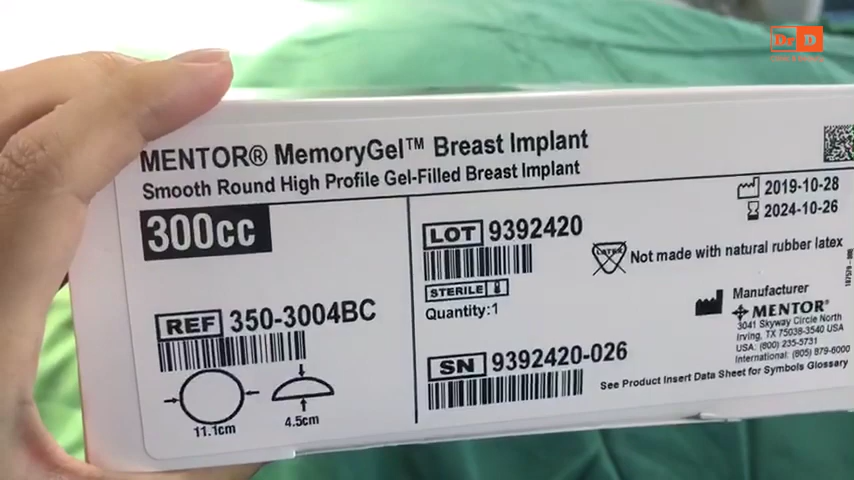 Dr D
MENTOR® MemoryGel™ Breast Implant
Smooth Round High Profile Gel-Filled Breast Implant
300cc
REF 350-3004BC
11.1cm
4.5cm
LOT 9392420
STERILE
Quantity:1
SN 9392420-026
2019-10-28
2024-10-26
LATEX
Not made with natural rubber latex
Manufacturer
MENTOR®
3041 Skyway Circle North
Irving, TX 75038-3540 USA
USA: (800) 235-5731
International: (805) 879-6000
See Product Insert Data Sheet for Symbols Glossary